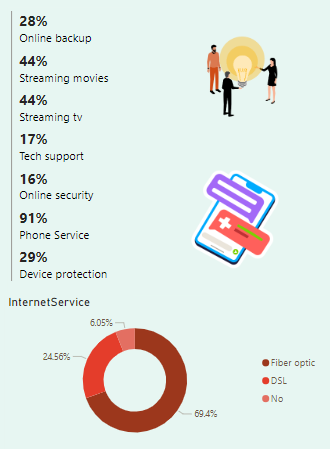 28%
Online backup
44%
Streaming movies
44%
Streaming tv
17%
Tech support
16%
Online security
91%
Phone Service
29%
Device protection
InternetService
6.05%
24.56%
69.4%
Fiber optic
DSL
No